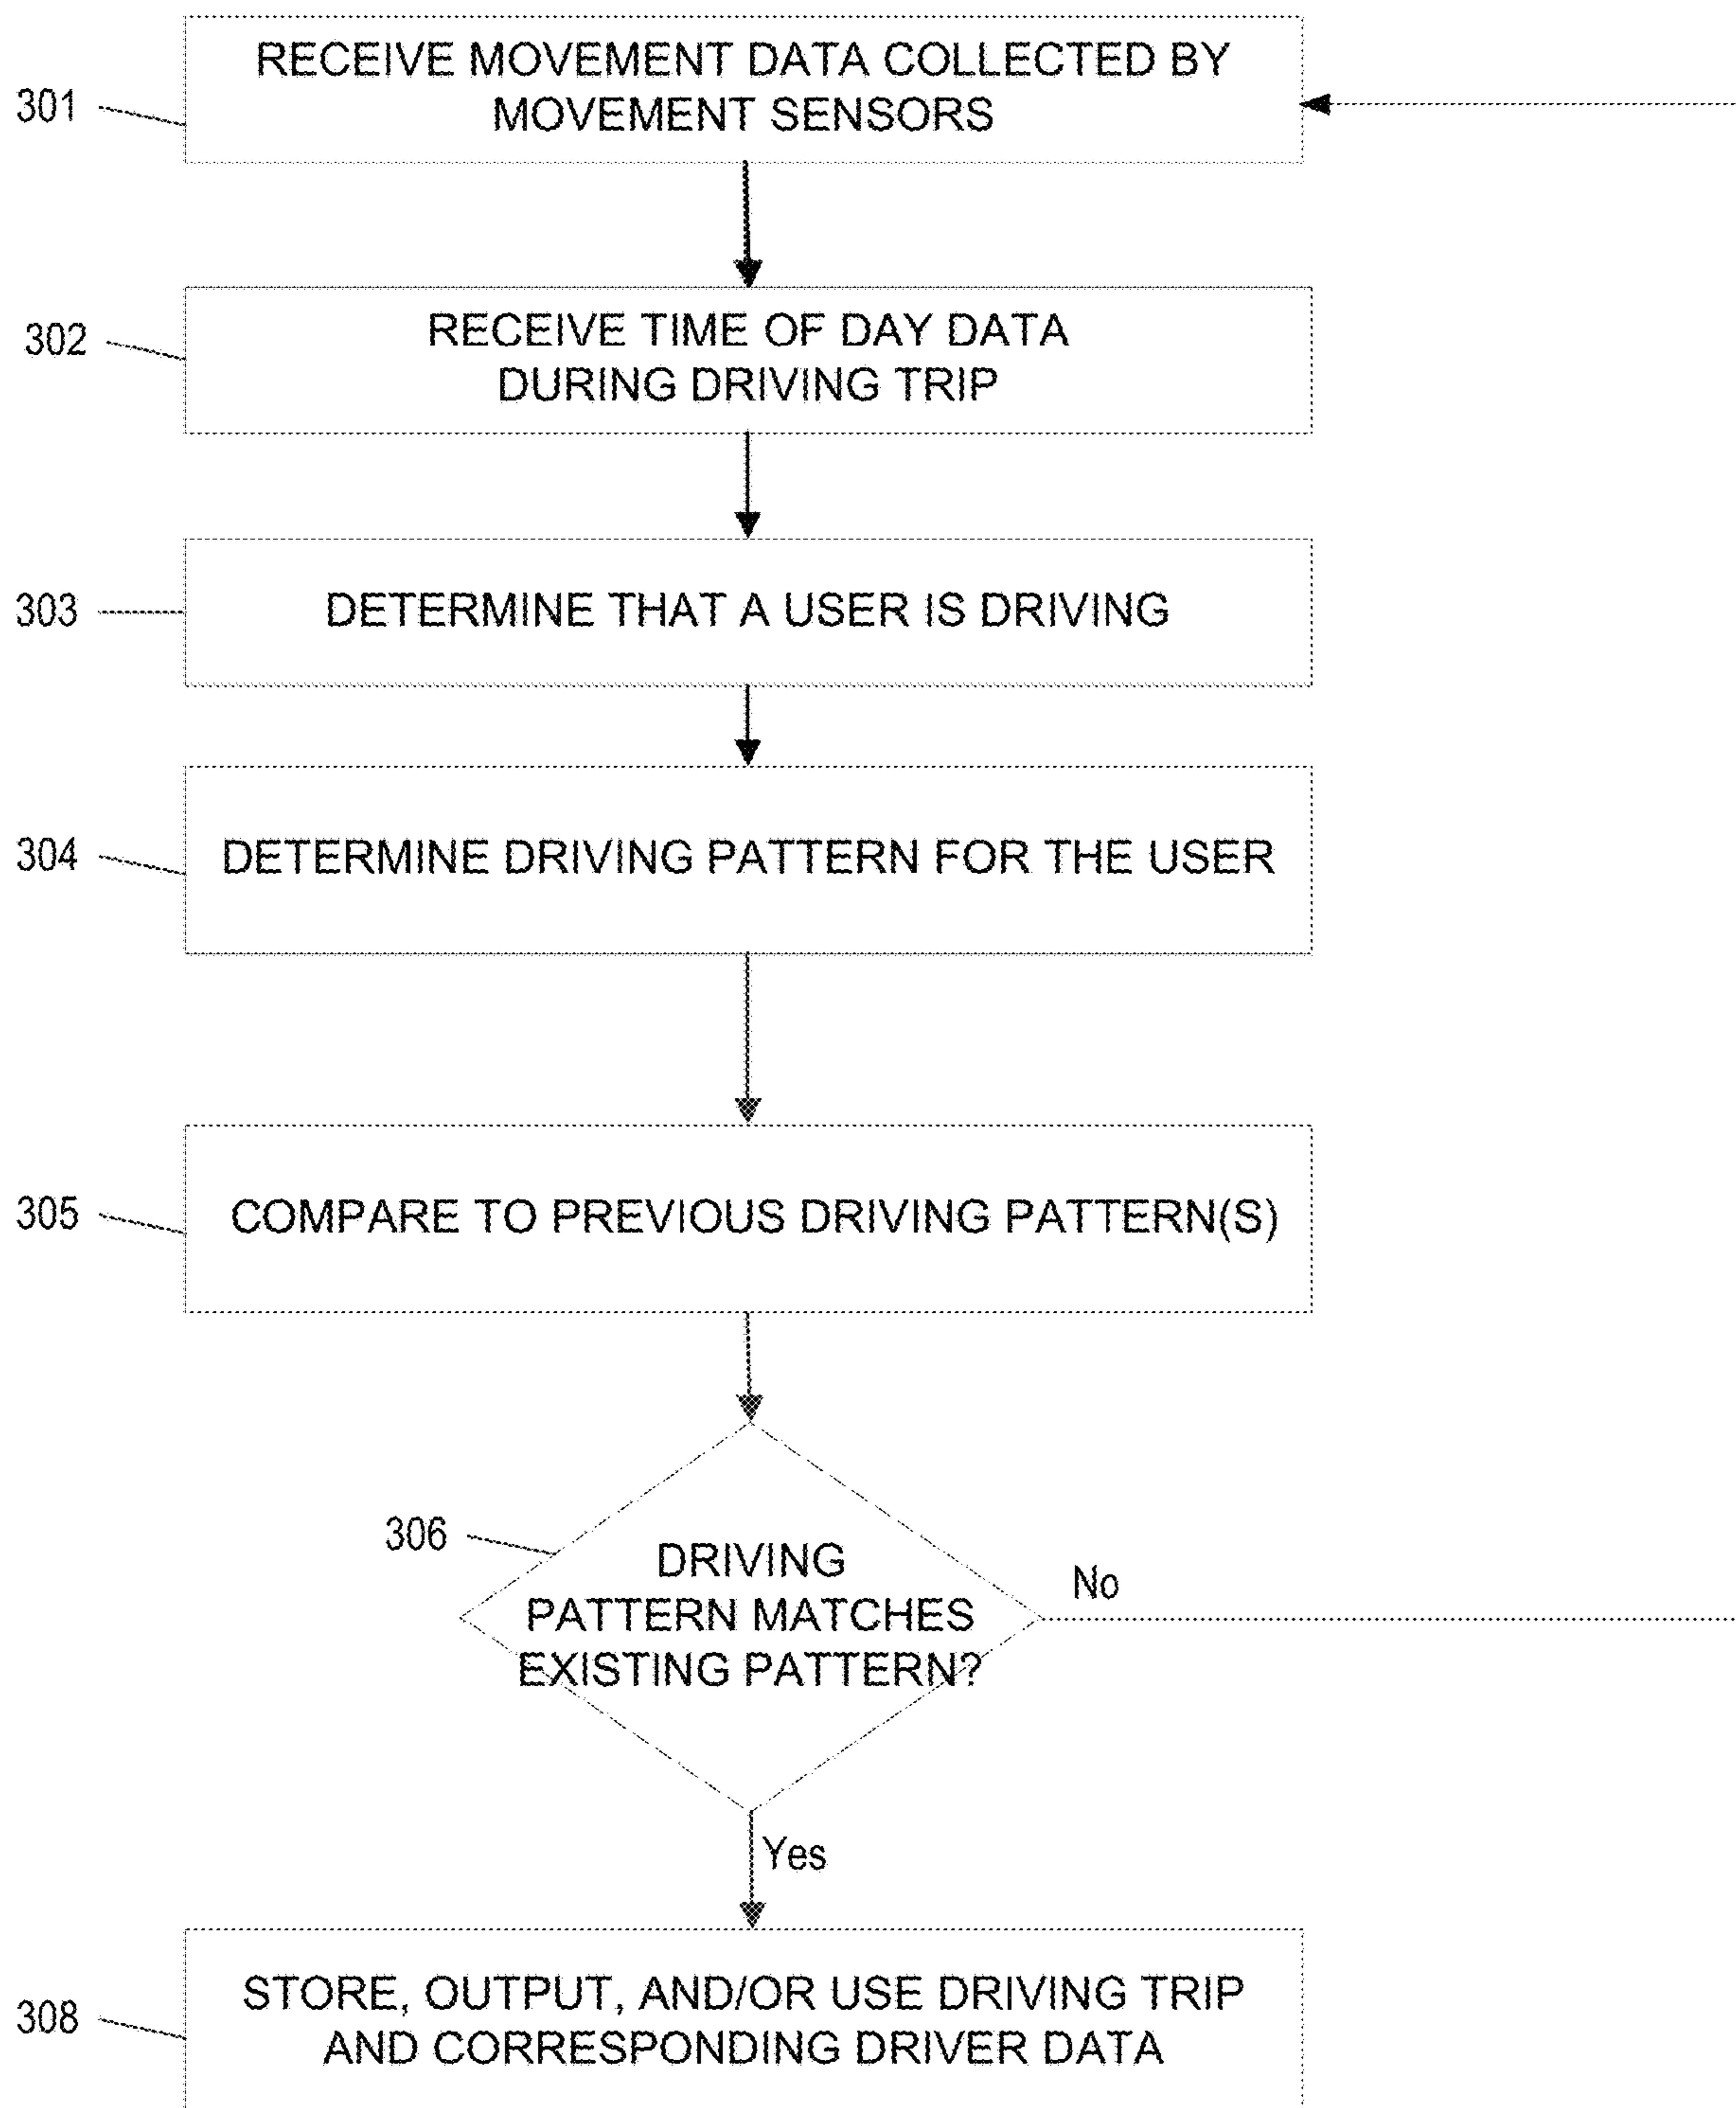 301
RECEIVE MOVEMENT DATA COLLECTED BY
MOVEMENT SENSORS
302
RECEIVE TIME OF DAY DATA
DURING DRIVING TRIP
303
DETERMINE THAT A USER IS DRIVING
304
DETERMINE DRIVING PATTERN FOR THE USER
305
COMPARE TO PREVIOUS DRIVING PATTERN(S)
306
DRIVING
PATTERN MATCHES
EXISTING PATTERN?
No
Yes
308
STORE, OUTPUT, AND/OR USE DRIVING TRIP
AND CORRESPONDING DRIVER DATA